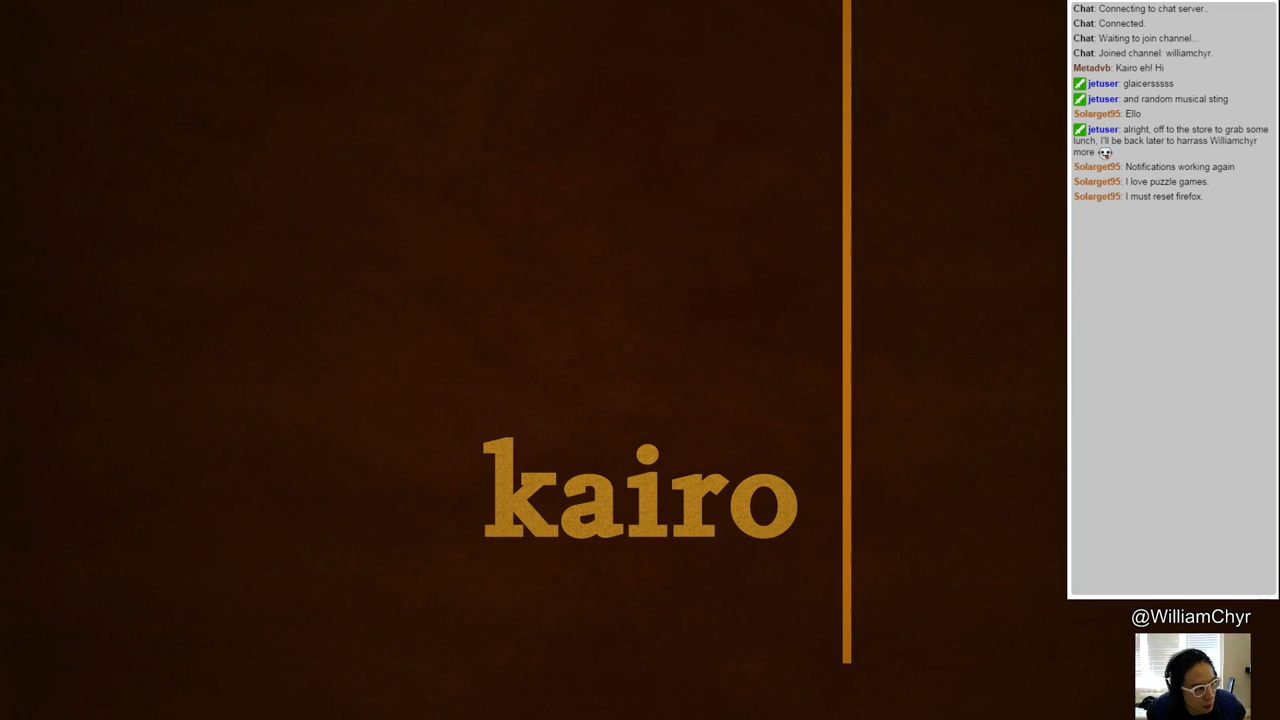 kairo
Chat: Connecting to chat server..
Chat: Connected.
Chat: Waiting to join channel...
Chat: Joined channel: williamchyr.
Metadvb: Kairo eh! Hi
jetuser: glaicersssss
jetuser: and random musical sting
Solarget95: Ello
jetuser: alright, off to the store to grab some
lunch, I'll be back later to harrass Williamchyr
more
Solarget95: Notifications working again
Solarget95: I love puzzle games.
Solarget95: I must reset firefox.
@WilliamChyr